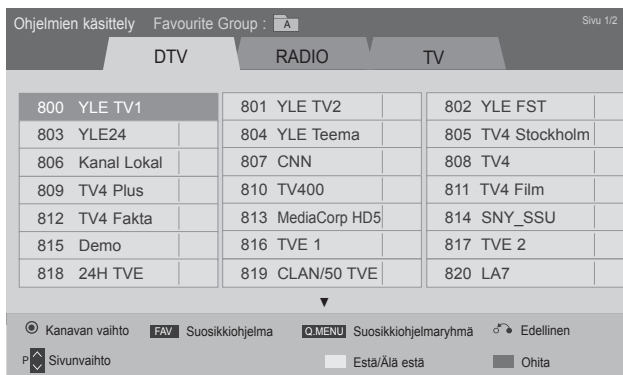 Ohjelmien käsittely Favourite Group : A Sivu 1/2
DTV RADIO TV
800 YLE TV1 801 YLE TV2 802 YLE FST
803 YLE24 804 YLE Teema 805 TV4 Stockholm
806 Kanal Lokal 807 CNN 808 TV4
809 TV4 Plus 810 TV400 811 TV4 Film
812 TV4 Fakta 813 MediaCorp HD5 814 SNY_SSU
815 Demo 816 TVE 1 817 TVE 2
818 24H TVE 819 CLAN/50 TVE 820 LA7
Kanavan vaihto FAV Suosikkiohjelma Q.MENU Suosikkiohjelmaryhmä Edellinen
P Sivunvaihto Estä/Älä estä Ohita